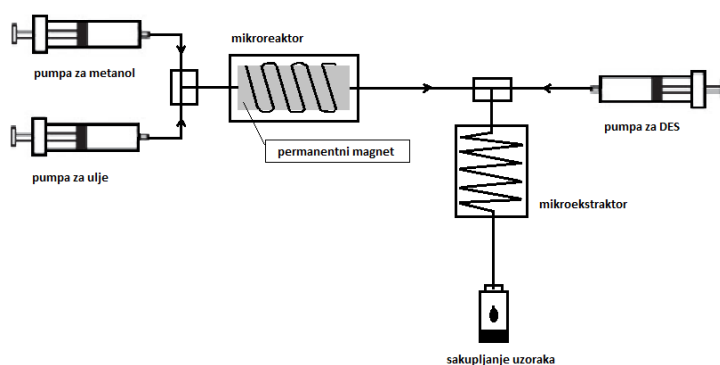 mikroreaktor
pumpa za metanol
permanentni magnet
pumpa za DES
pumpa za ulje
mikroekstraktor
sakupljanje uzoraka